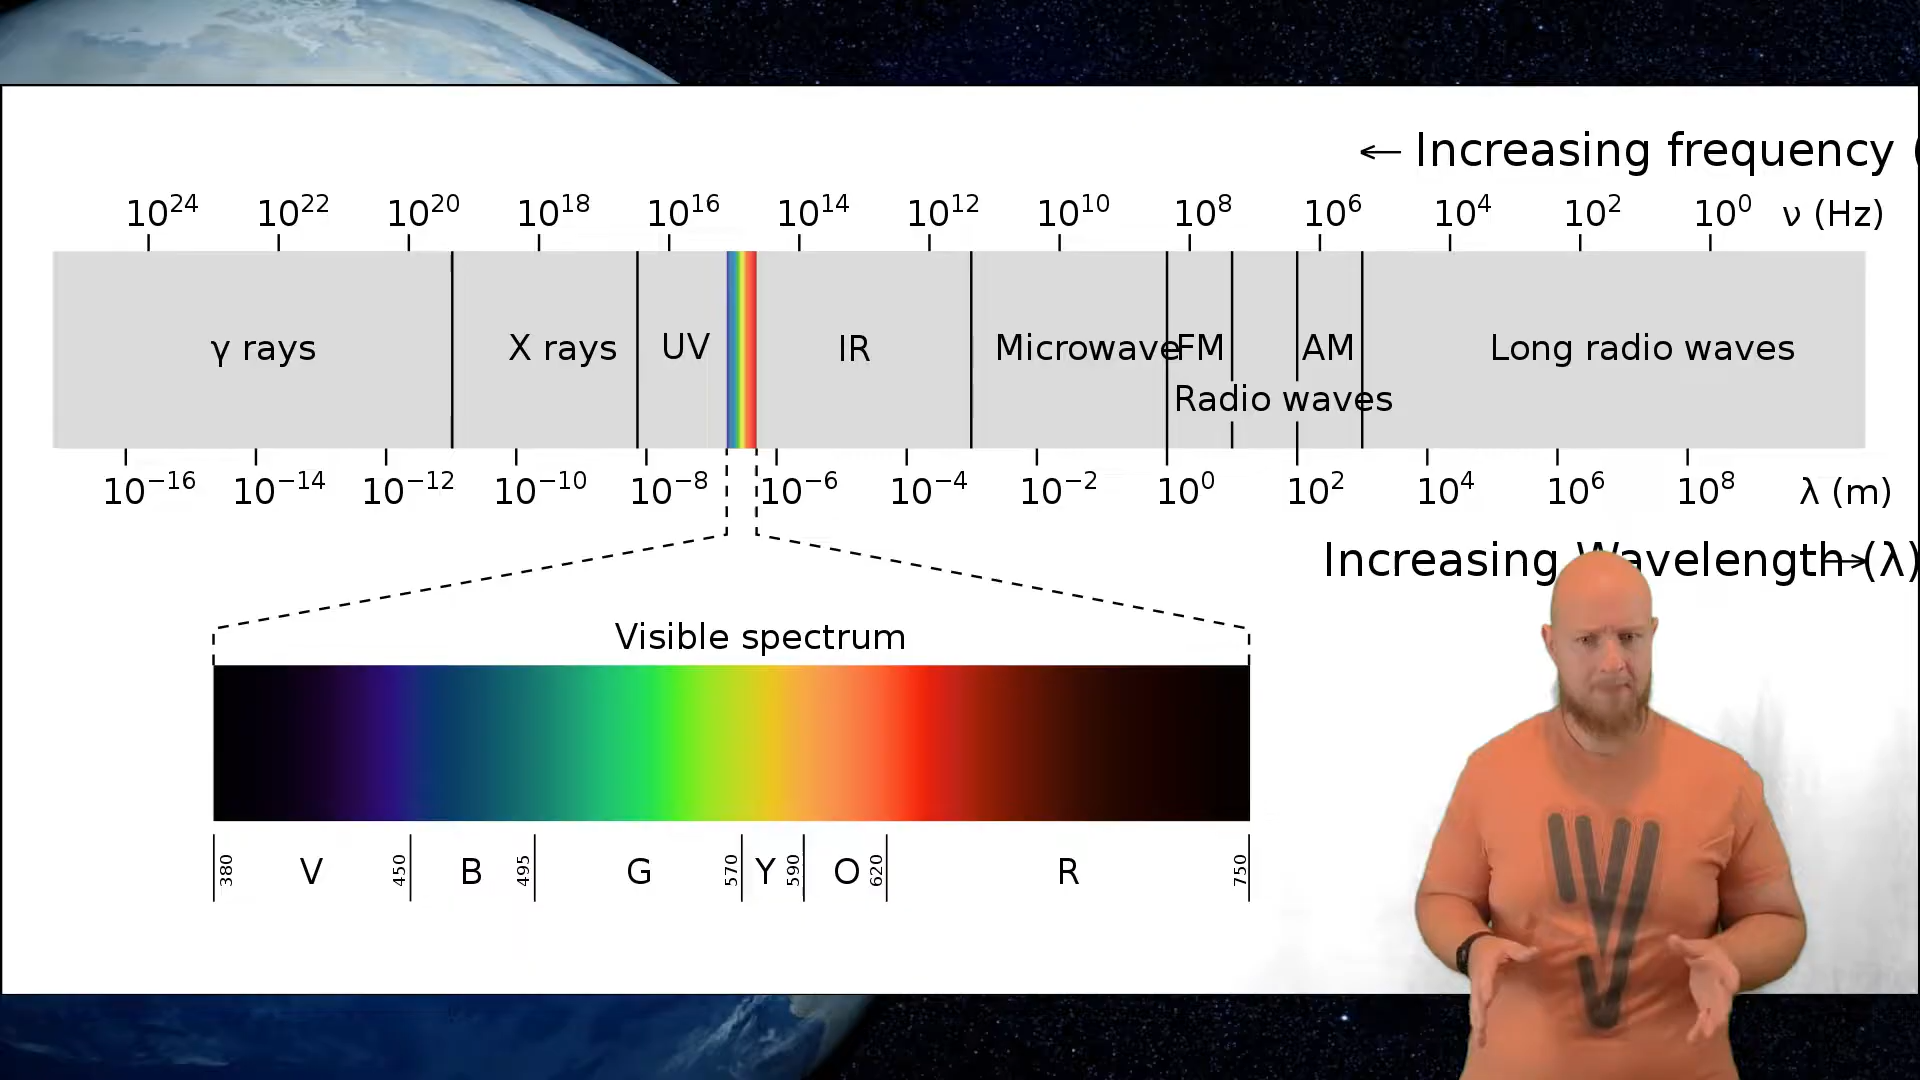 ← Increasing frequency (
10²⁴ 10²² 10²⁰ 10¹⁸ 10¹⁶ 10¹⁴ 10¹² 10¹⁰ 10⁸ 10⁶ 10⁴ 10² 10⁰ ν (Hz)
γ rays X rays UV IR Microwave FM AM Long radio waves
Radio waves
10⁻¹⁶ 10⁻¹⁴ 10⁻¹² 10⁻¹⁰ 10⁻⁸ 10⁻⁶ 10⁻⁴ 10⁻² 10⁰ 10² 10⁴ 10⁶ 10⁸ λ (m)
Increasing Wavelength → (λ)
Visible spectrum
380 V 450 B 495 G 570 Y 590 O 620 R 750